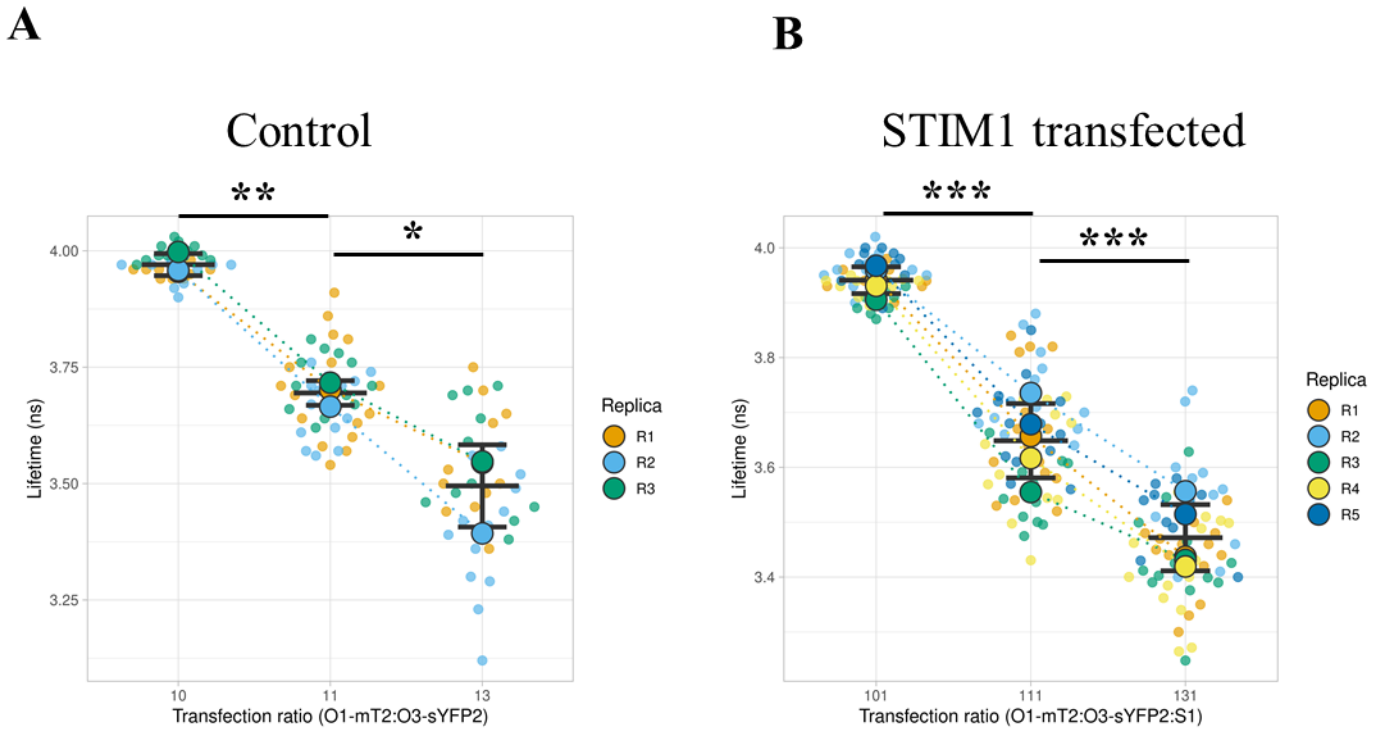 A
B
Control
STIM1 transfected
**
*
***
***
4.00
3.75
3.50
3.25
Lifetime (ns)
10
11
13
Transfection ratio (O1-mT2:O3-sYFP2)
Replica
R1
R2
R3
4.0
3.8
3.6
3.4
Lifetime (ns)
101
111
131
Transfection ratio (O1-mT2:O3-sYFP2:S1)
Replica
R1
R2
R3
R4
R5